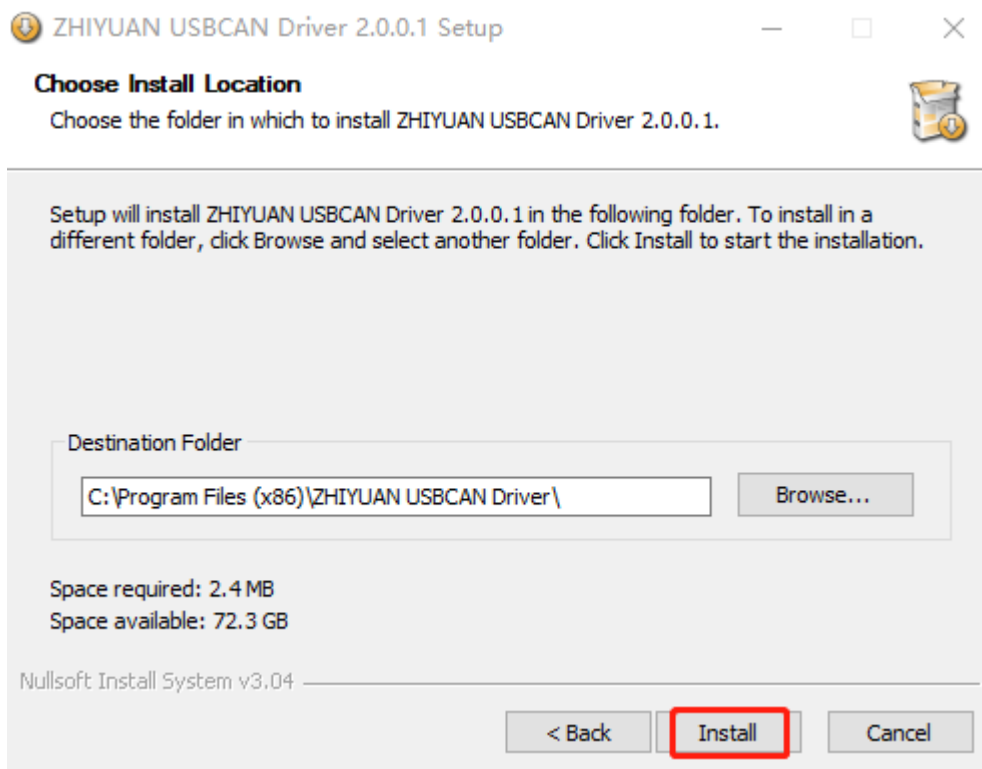 ZHIYUAN USBCAN Driver 2.0.0.1 Setup
Choose Install Location
Choose the folder in which to install ZHIYUAN USBCAN Driver 2.0.0.1.
Setup will install ZHIYUAN USBCAN Driver 2.0.0.1 in the following folder. To install in a
different folder, click Browse and select another folder. Click Install to start the installation.
Destination Folder
C:\Program Files (x86)\ZHIYUAN USBCAN Driver\
Browse...
Space required: 2.4 MB
Space available: 72.3 GB
Nullsoft Install System v3.04
< Back
Install
Cancel